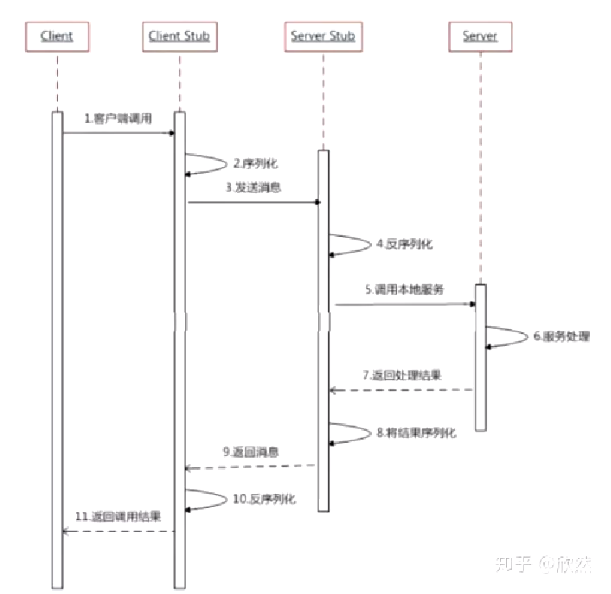 Client
Client Stub
Server Stub
Server
1.客户端调用
2.序列化
3.发送消息
4.反序列化
5.调用本地服务
6.服务处理
7.返回处理结果
8.将结果序列化
9.返回消息
10.反序列化
11.返回调用结果
知乎 @欣然